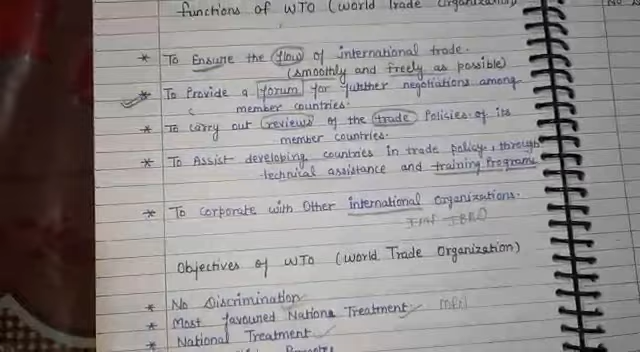 functions of WTO (World Trade Organization)
* To Ensure the flow of international trade.
(smoothly and freely as possible)
* To Provide a forum for further negotiations among
member countries.
* To carry out reviews of the trade Policies of its
member countries.
* To Assist developing countries in trade policy, through
technical assistance and training Programs
* To Corporate with Other international Organizations.
IMF IBRD
Objectives of WTO (World Trade Organization)
* No Discrimination
* Most favoured Nations Treatment MFN
* National Treatment